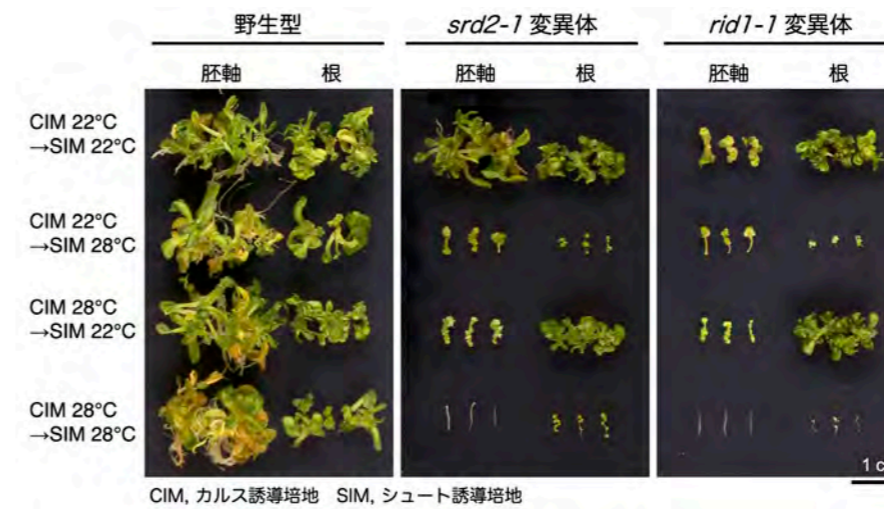 野生型 srd2-1 変異体 rid1-1 変異体
胚軸 根 胚軸 根 胚軸 根
CIM 22°C
→SIM 22°C
CIM 22°C
→SIM 28°C
CIM 28°C
→SIM 22°C
CIM 28°C
→SIM 28°C
1 c
CIM, カルス誘導培地 SIM, シュート誘導培地